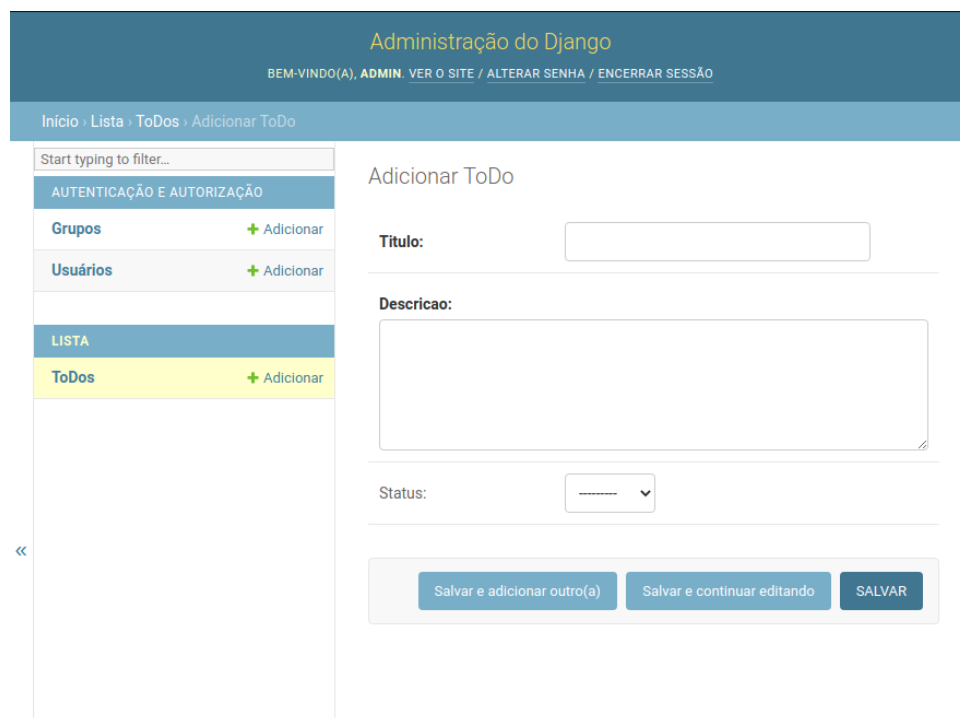 Administração do Django
BEM-VINDO(A), ADMIN. VER O SITE / ALTERAR SENHA / ENCERRAR SESSÃO
Início › Lista › ToDos › Adicionar ToDo
Start typing to filter...
AUTENTICAÇÃO E AUTORIZAÇÃO
Grupos + Adicionar
Usuários + Adicionar
LISTA
ToDos + Adicionar
«
Adicionar ToDo
Titulo:
Descricao:
Status: ---------
Salvar e adicionar outro(a) Salvar e continuar editando SALVAR